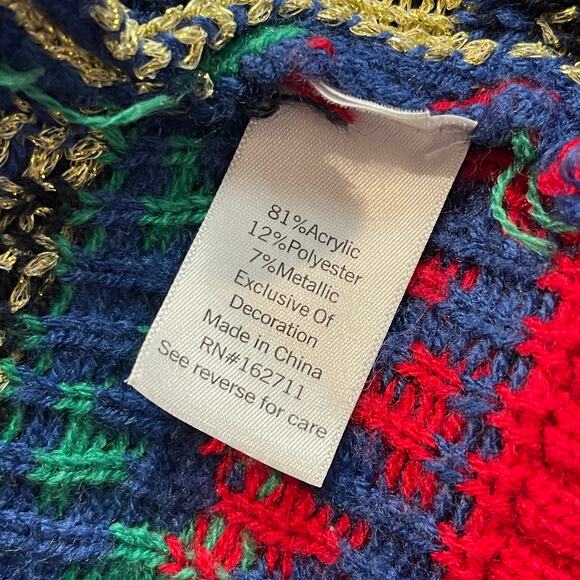 81%Acrylic
12%Polyester
7%Metallic
Exclusive Of
Decoration
Made in China
RN#162711
See reverse for care